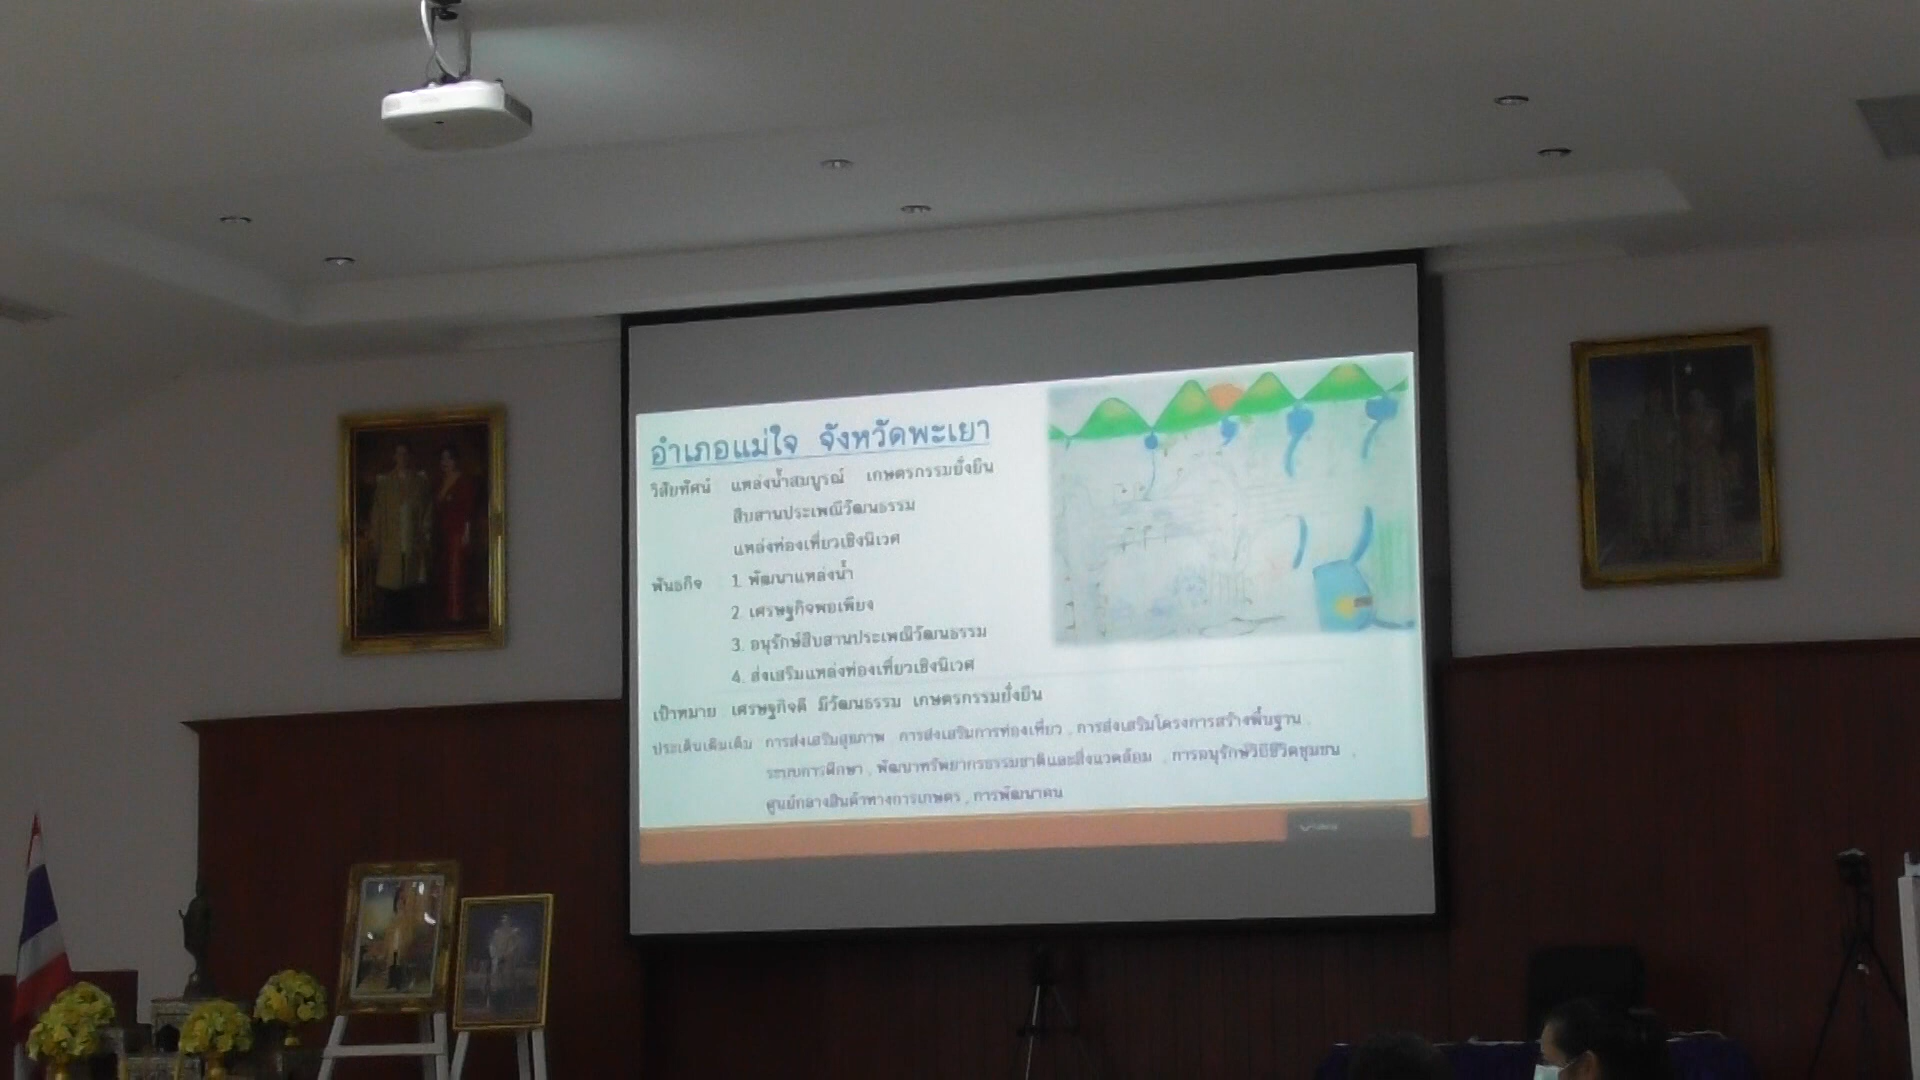 อำเภอแม่ใจ จังหวัดพะเยา
วิสัยทัศน์ แหล่งน้ำสมบูรณ์ เกษตรกรรมยั่งยืน
สืบสานประเพณีวัฒนธรรม
แหล่งท่องเที่ยวเชิงนิเวศ
พันธกิจ 1. พัฒนาแหล่งน้ำ
2. เศรษฐกิจพอเพียง
3. อนุรักษ์สืบสานประเพณีวัฒนธรรม
4. ส่งเสริมแหล่งท่องเที่ยวเชิงนิเวศ
เป้าหมาย เศรษฐกิจดี มีวัฒนธรรม เกษตรกรรมยั่งยืน
ประเด็นเดิมเติม การส่งเสริมสุขภาพ การส่งเสริมการท่องเที่ยว , การส่งเสริมโครงการสร้างพื้นฐาน ,
ระบบการศึกษา , พัฒนาทรัพยากรธรรมชาติและสิ่งแวดล้อม , การอนุรักษ์วิถีชีวิตชุมชน ,
ศูนย์กลางสินค้าทางการเกษตร , การพัฒนาคน